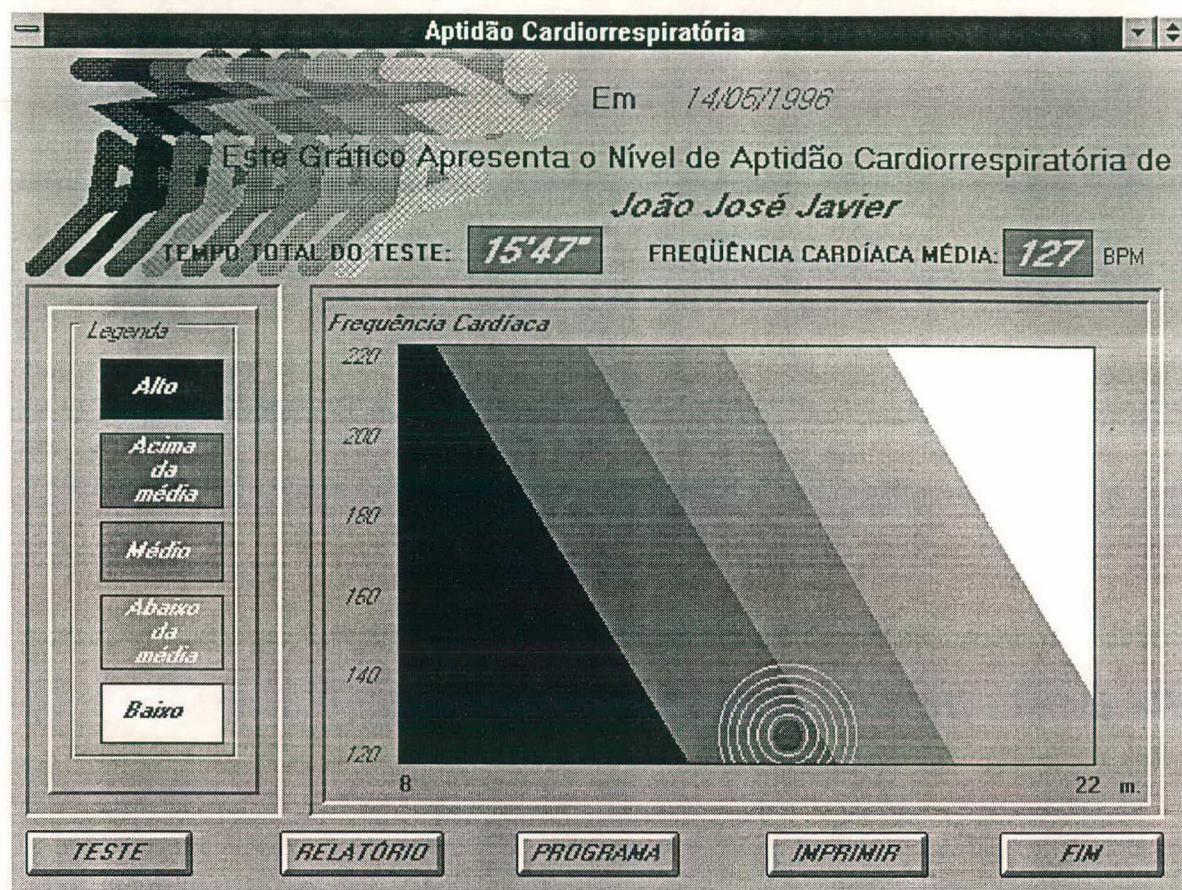 Aptidão Cardiorrespiratória
Em 14/05/1996
Este Gráfico Apresenta o Nível de Aptidão Cardiorrespiratória de
João José Javier
TEMPO TOTAL DO TESTE: 15'47" FREQÜÊNCIA CARDÍACA MÉDIA: 127 BPM
Legenda
Alto
Acima
da
média
Médio
Abaixo
da
média
Baixo
Frequência Cardíaca
220
200
180
160
140
120
8 22 m.
TESTE RELATÓRIO PROGRAMA IMPRIMIR FIM